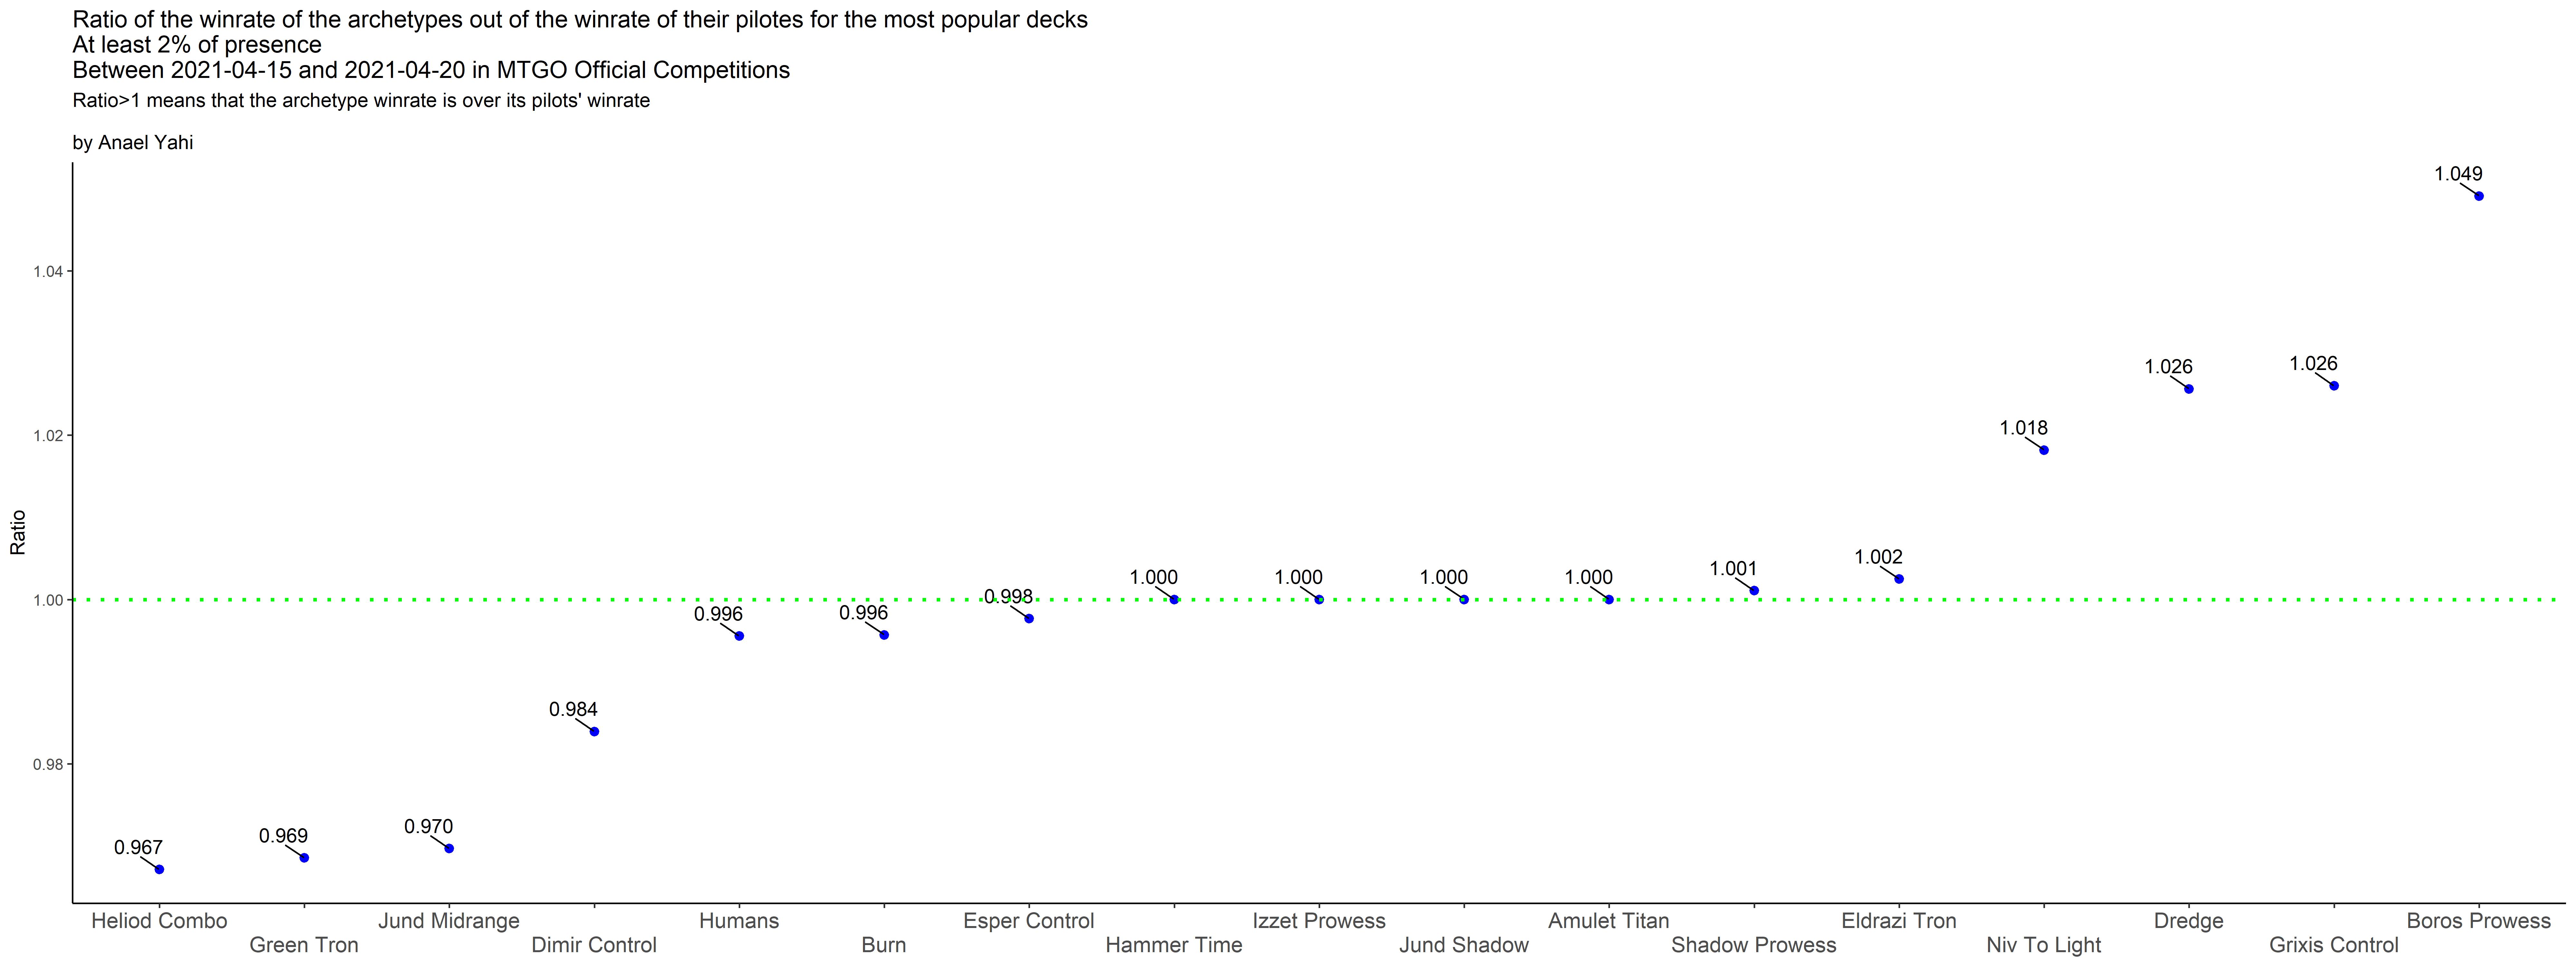 Ratio of the winrate of the archetypes out of the winrate of their pilotes for the most popular decks
At least 2% of presence
Between 2021-04-15 and 2021-04-20 in MTGO Official Competitions
Ratio>1 means that the archetype winrate is over its pilots' winrate
by Anael Yahi
Ratio
1.04
1.02
1.00
0.98
0.967
0.969
0.970
0.984
0.996
0.996
0.998
1.000
1.000
1.000
1.000
1.001
1.002
1.018
1.026
1.026
1.049
Heliod Combo
Green Tron
Jund Midrange
Dimir Control
Humans
Burn
Esper Control
Hammer Time
Izzet Prowess
Jund Shadow
Amulet Titan
Shadow Prowess
Eldrazi Tron
Niv To Light
Dredge
Grixis Control
Boros Prowess